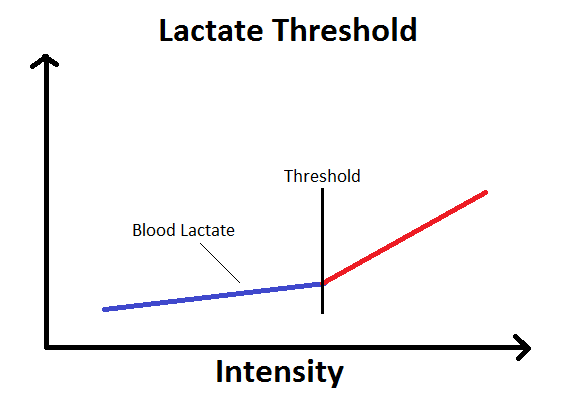 Lactate Threshold
Threshold
Blood Lactate
Intensity